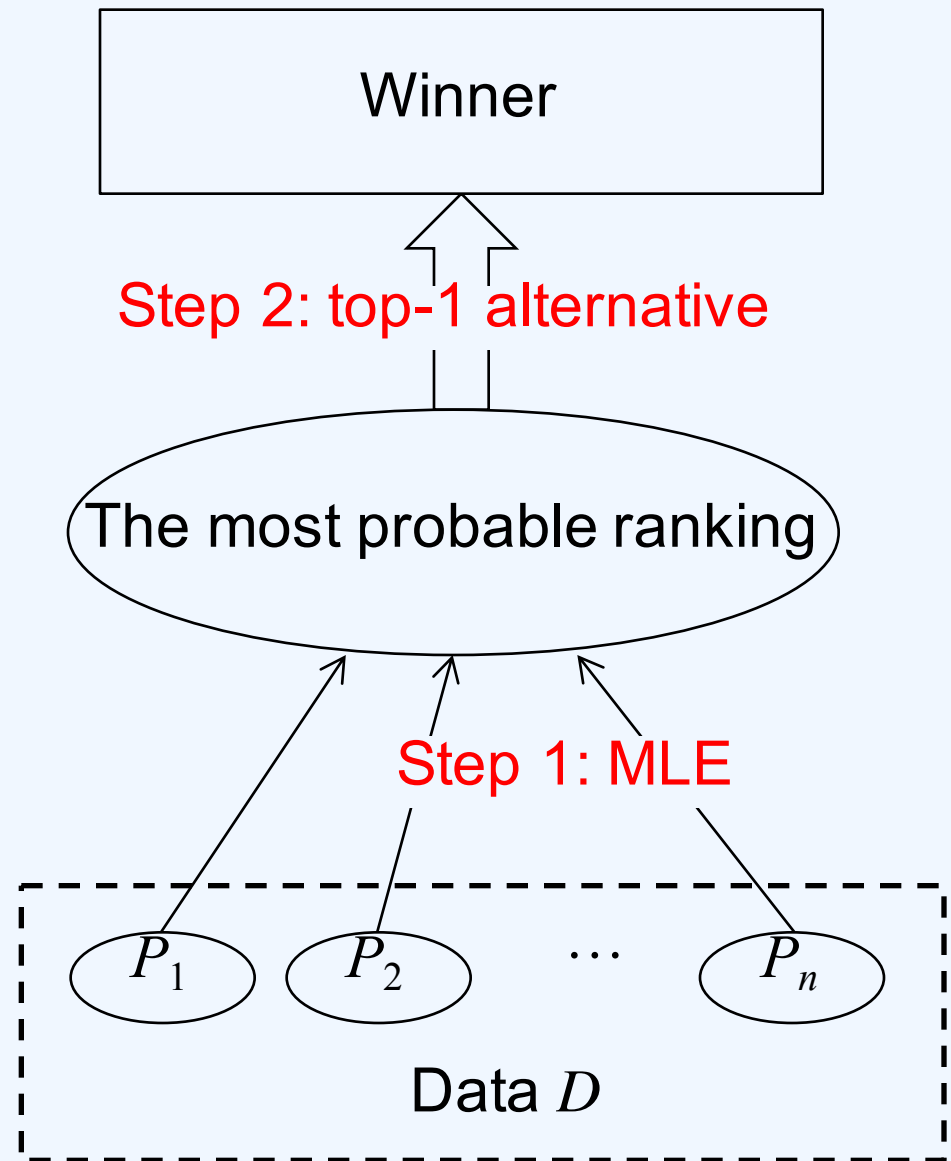 Winner
Step 2: top-1 alternative
The most probable ranking
Step 1: MLE
P₁ P₂ … Pₙ
Data D